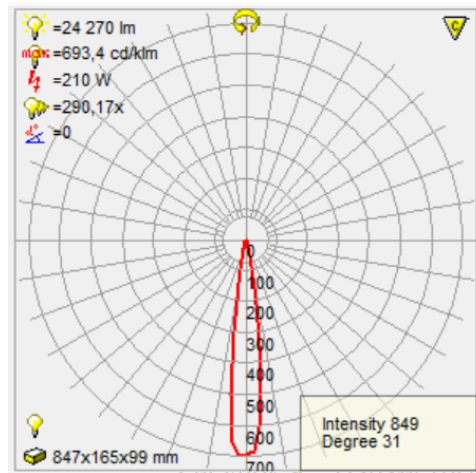 =24 270 lm
max =693,4 cd/klm
=210 W
=290,17x
=0
C
0
100
200
300
400
500
600
700
Intensity 849
Degree 31
847x165x99 mm